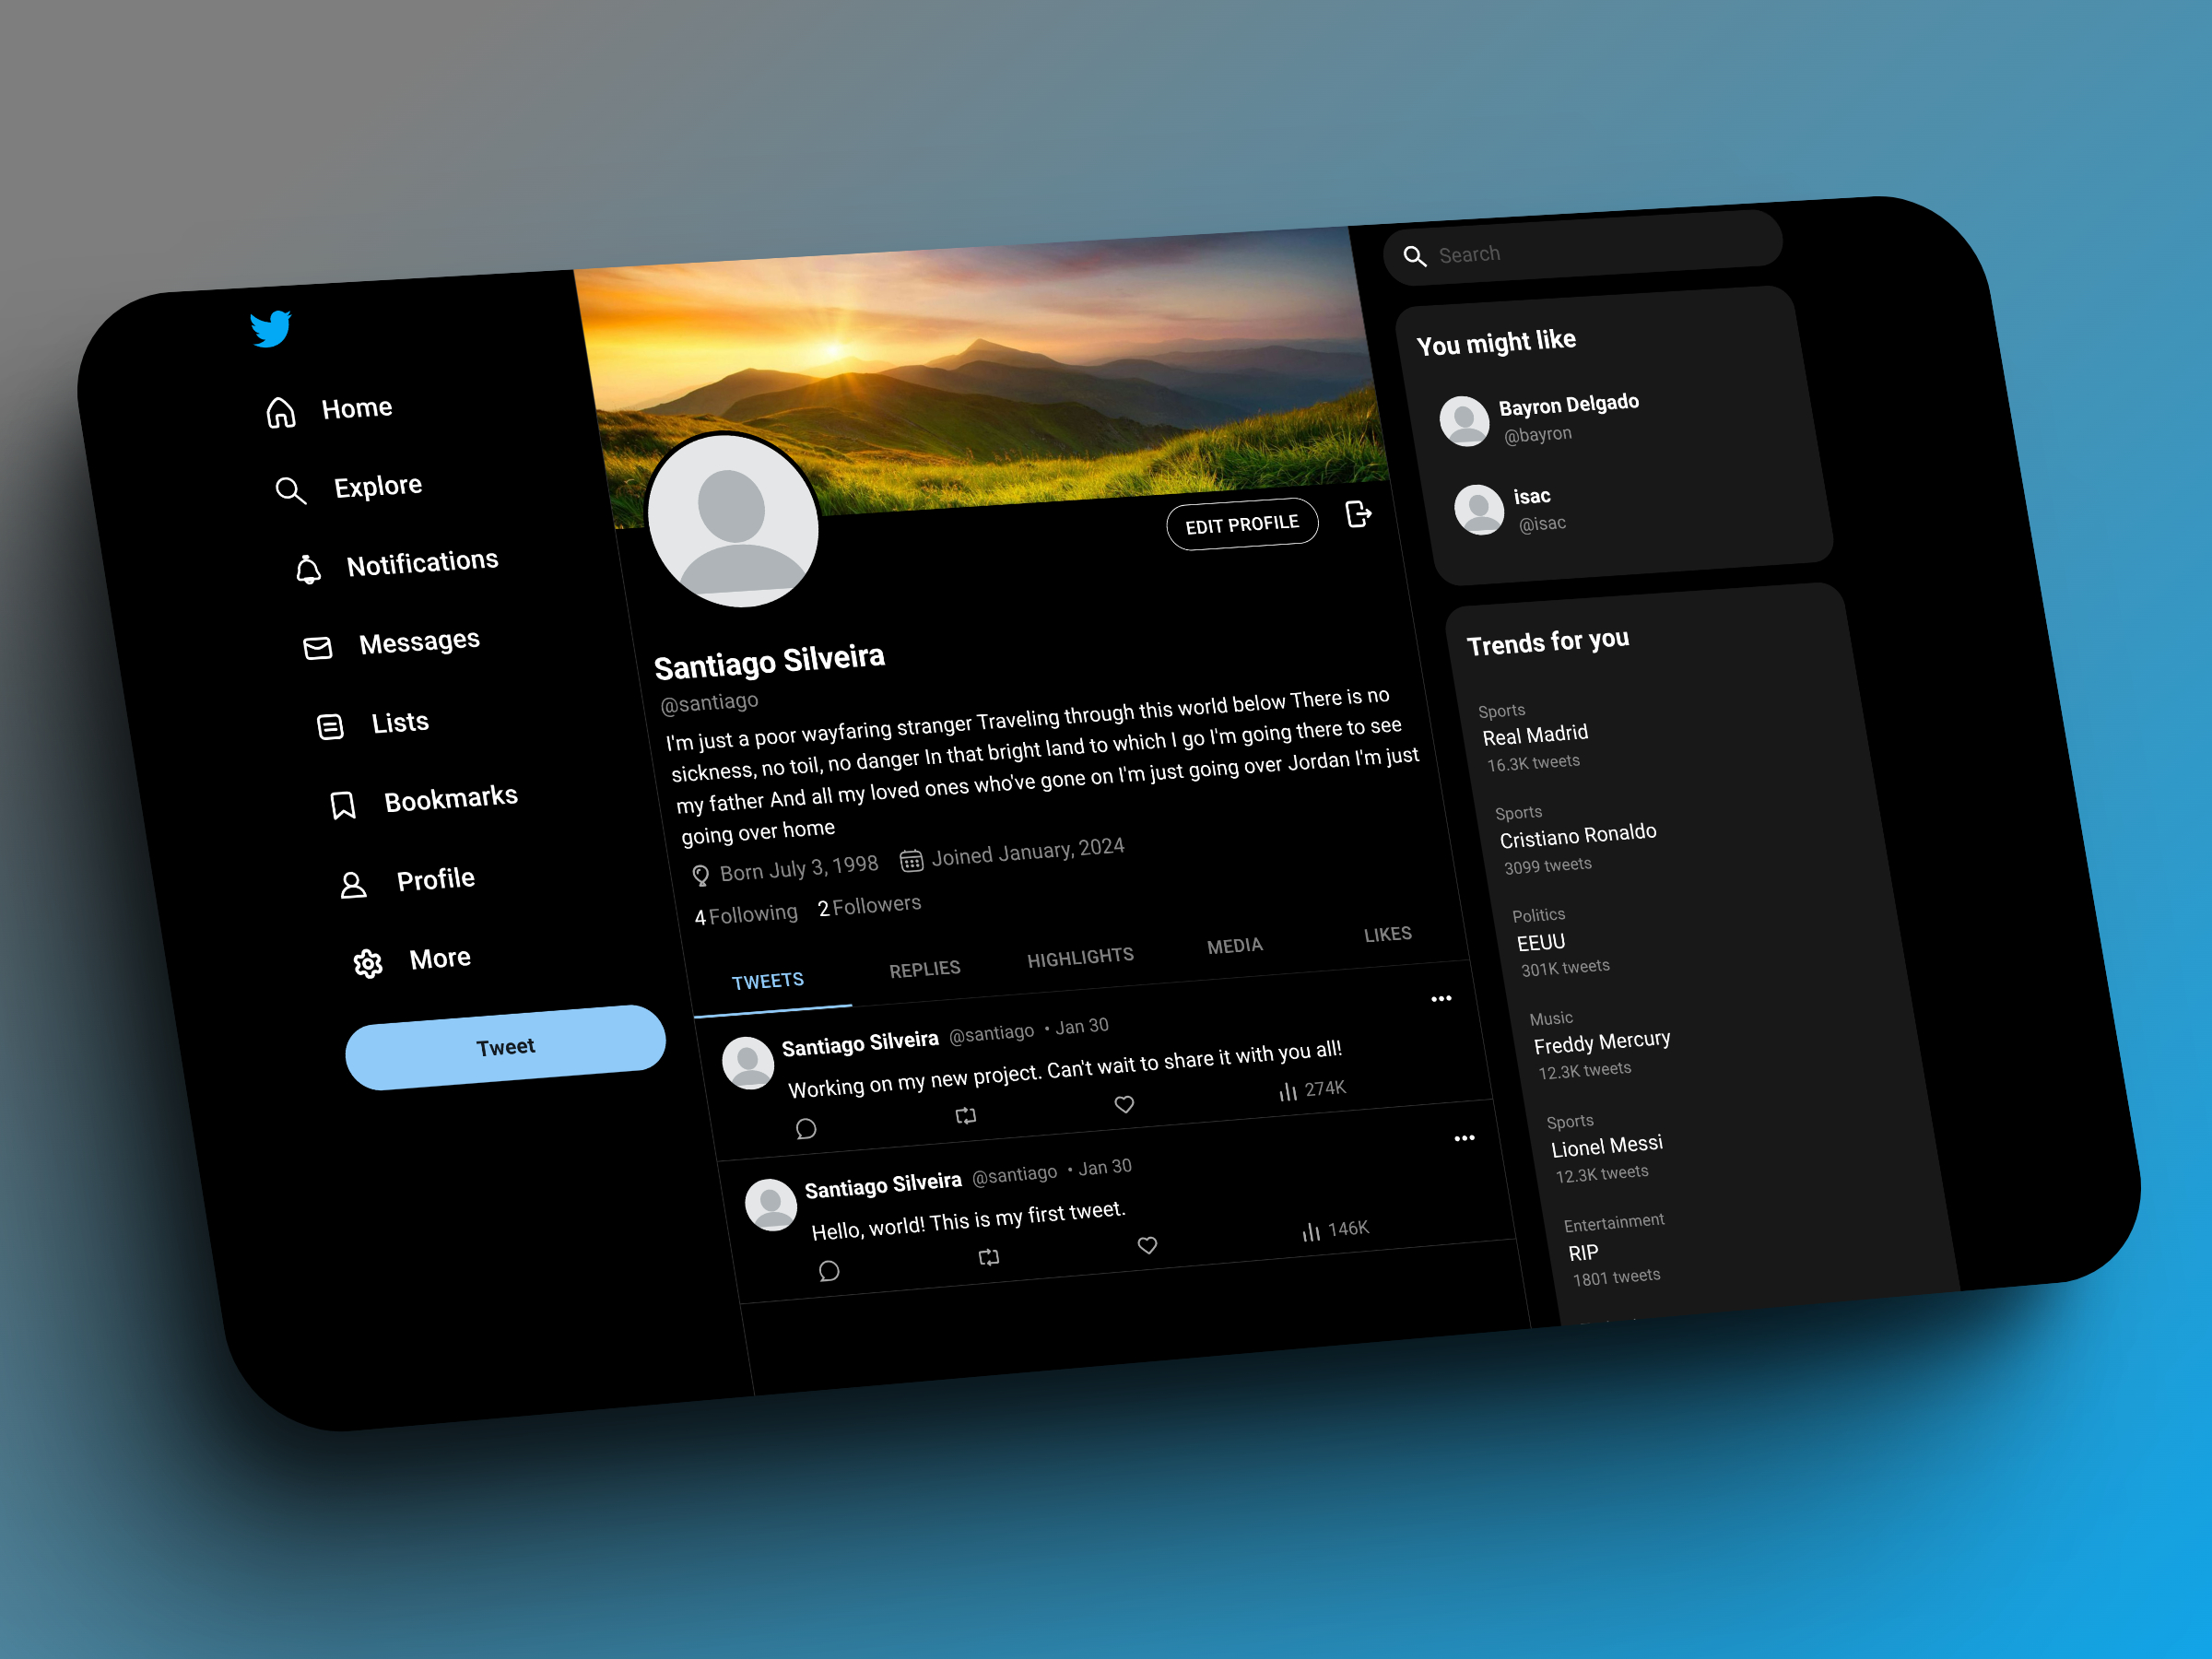 Home
Explore
Notifications
Messages
Lists
Bookmarks
Profile
More
Tweet
EDIT PROFILE
Santiago Silveira
@santiago
I'm just a poor wayfaring stranger Traveling through this world below There is no
sickness, no toil, no danger In that bright land to which I go I'm going there to see
my father And all my loved ones who've gone on I'm just going over Jordan I'm just
going over home
Born July 3, 1998 Joined January, 2024
4 Following 2 Followers
TWEETS REPLIES HIGHLIGHTS MEDIA LIKES
Santiago Silveira @santiago • Jan 30
Working on my new project. Can't wait to share it with you all!
274K
Santiago Silveira @santiago • Jan 30
Hello, world! This is my first tweet.
146K
Search
You might like
Bayron Delgado
@bayron
isac
@isac
Trends for you
Sports
Real Madrid
16.3K tweets
Sports
Cristiano Ronaldo
3099 tweets
Politics
EEUU
301K tweets
Music
Freddy Mercury
12.3K tweets
Sports
Lionel Messi
12.3K tweets
Entertainment
RIP
1801 tweets